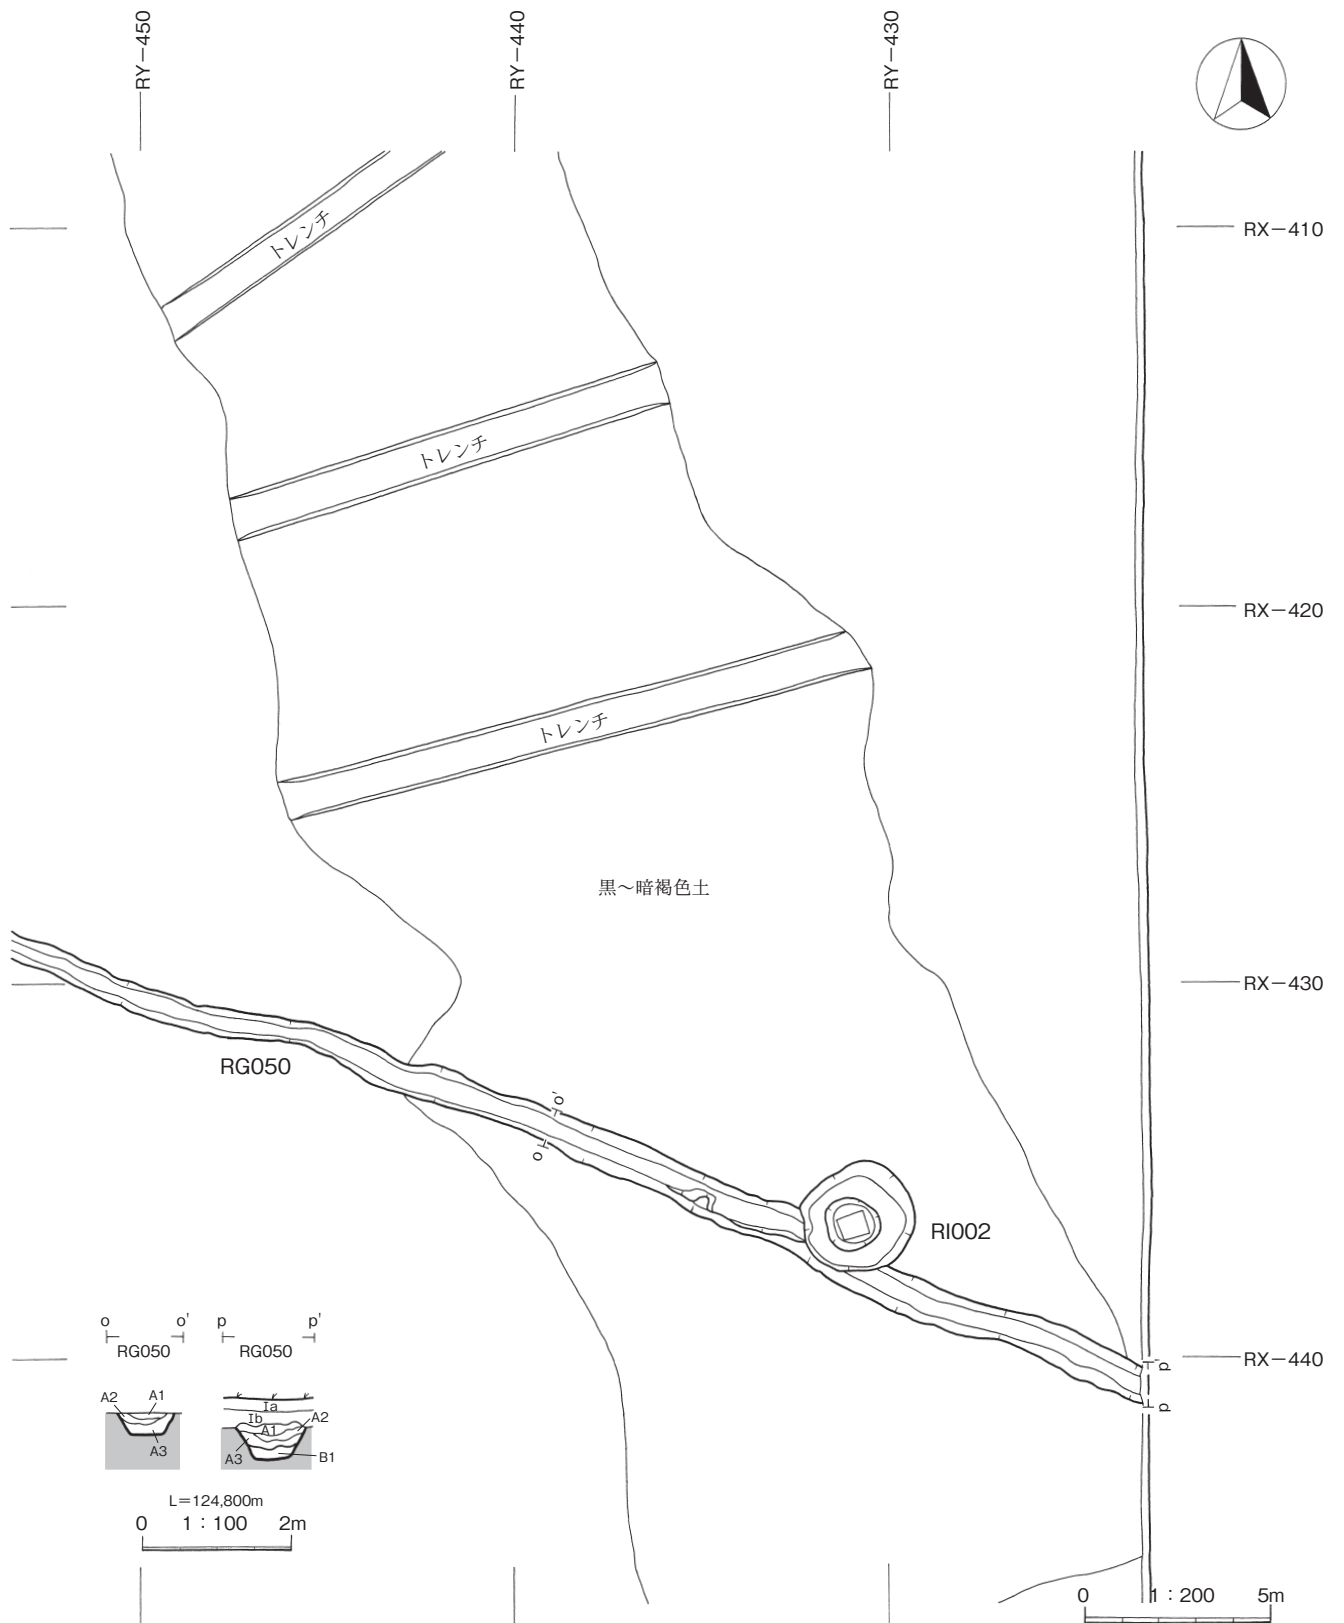 RY−450
RY−440
RY−430
RX−410
トレンチ
トレンチ
RX−420
トレンチ
黒～暗褐色土
RX−430
RG050
o'
o
RI002
RX−440
p'
p
o o' p p'
RG050 RG050
A2 A1
A3
Ia
Ib
A1 A2
A3 B1
L=124,800m
0 1：100 2m
0 1：200 5m